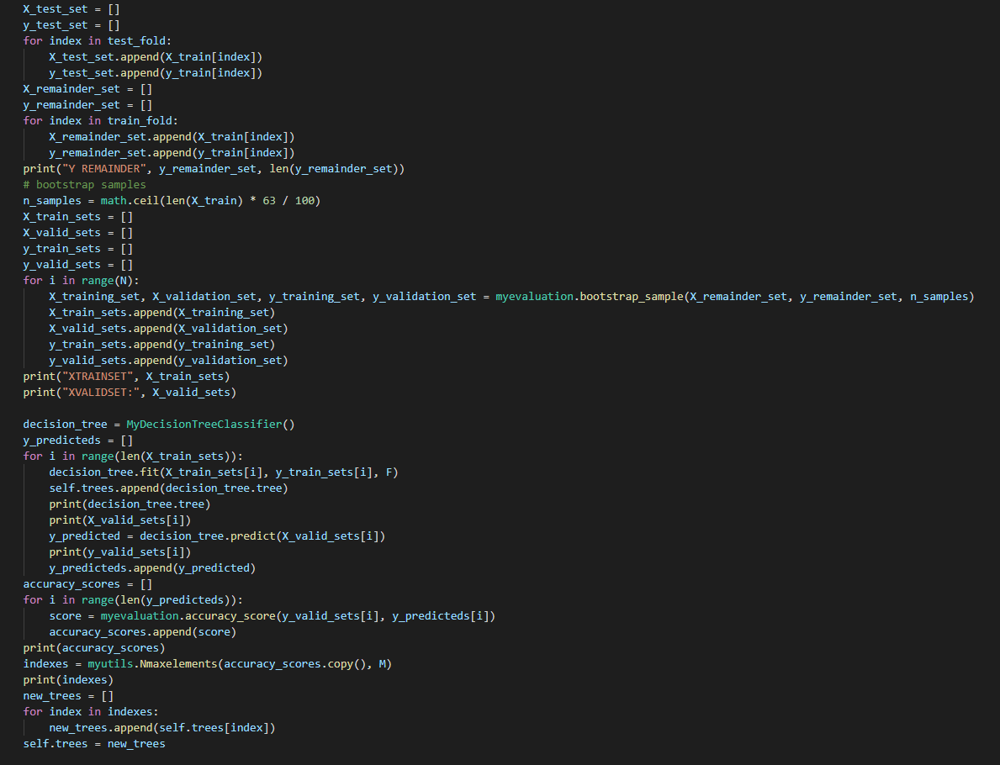 X_test_set = []
y_test_set = []
for index in test_fold:
    X_test_set.append(X_train[index])
    y_test_set.append(y_train[index])
X_remainder_set = []
y_remainder_set = []
for index in train_fold:
    X_remainder_set.append(X_train[index])
    y_remainder_set.append(y_train[index])
print("Y REMAINDER", y_remainder_set, len(y_remainder_set))
# bootstrap samples
n_samples = math.ceil(len(X_train) * 63 / 100)
X_train_sets = []
X_valid_sets = []
y_train_sets = []
y_valid_sets = []
for i in range(N):
    X_training_set, X_validation_set, y_training_set, y_validation_set = myevaluation.bootstrap_sample(X_remainder_set, y_remainder_set, n_samples)
    X_train_sets.append(X_training_set)
    X_valid_sets.append(X_validation_set)
    y_train_sets.append(y_training_set)
    y_valid_sets.append(y_validation_set)
print("XTRAINSET", X_train_sets)
print("XVALIDSET:", X_valid_sets)

decision_tree = MyDecisionTreeClassifier()
y_predicteds = []
for i in range(len(X_train_sets)):
    decision_tree.fit(X_train_sets[i], y_train_sets[i], F)
    self.trees.append(decision_tree.tree)
    print(decision_tree.tree)
    print(X_valid_sets[i])
    y_predicted = decision_tree.predict(X_valid_sets[i])
    print(y_valid_sets[i])
    y_predicteds.append(y_predicted)
accuracy_scores = []
for i in range(len(y_predicteds)):
    score = myevaluation.accuracy_score(y_valid_sets[i], y_predicteds[i])
    accuracy_scores.append(score)
print(accuracy_scores)
indexes = myutils.Nmaxelements(accuracy_scores.copy(), M)
print(indexes)
new_trees = []
for index in indexes:
    new_trees.append(self.trees[index])
self.trees = new_trees